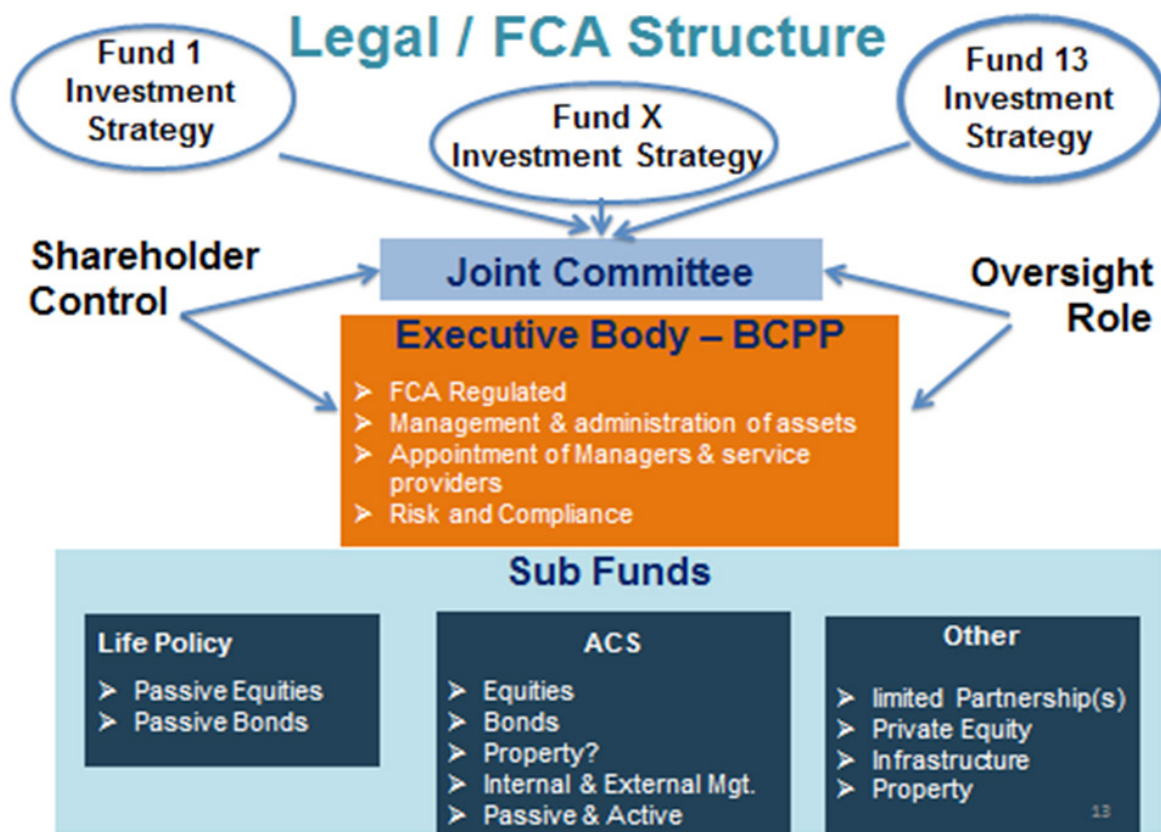 Legal / FCA Structure
Fund 1
Investment
Strategy
Fund X
Investment Strategy
Fund 13
Investment
Strategy
Shareholder
Control
Joint Committee
Oversight
Role
Executive Body – BCPP
➢ FCA Regulated
➢ Management & administration of assets
➢ Appointment of Managers & service
providers
➢ Risk and Compliance
Sub Funds
Life Policy
➢ Passive Equities
➢ Passive Bonds
ACS
➢ Equities
➢ Bonds
➢ Property?
➢ Internal & External Mgt.
➢ Passive & Active
Other
➢ limited Partnership(s)
➢ Private Equity
➢ Infrastructure
➢ Property
13